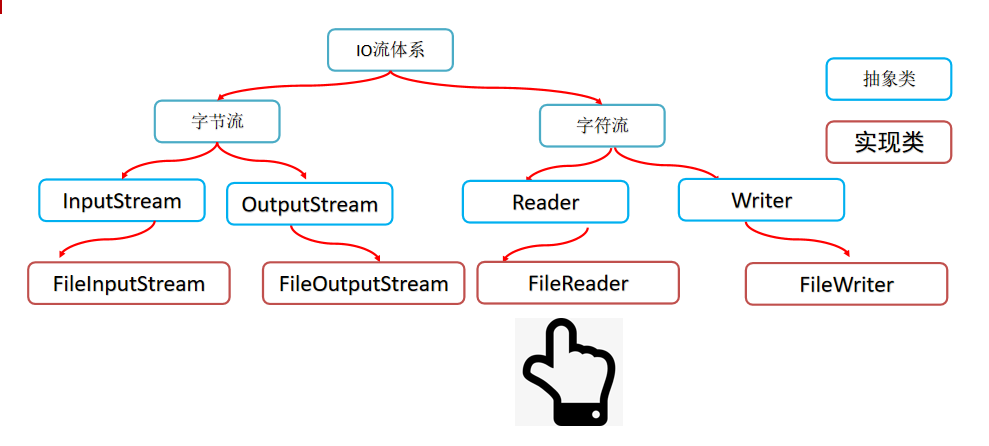 IO流体系
抽象类
字节流
字符流
实现类
InputStream
OutputStream
Reader
Writer
FileInputStream
FileOutputStream
FileReader
FileWriter